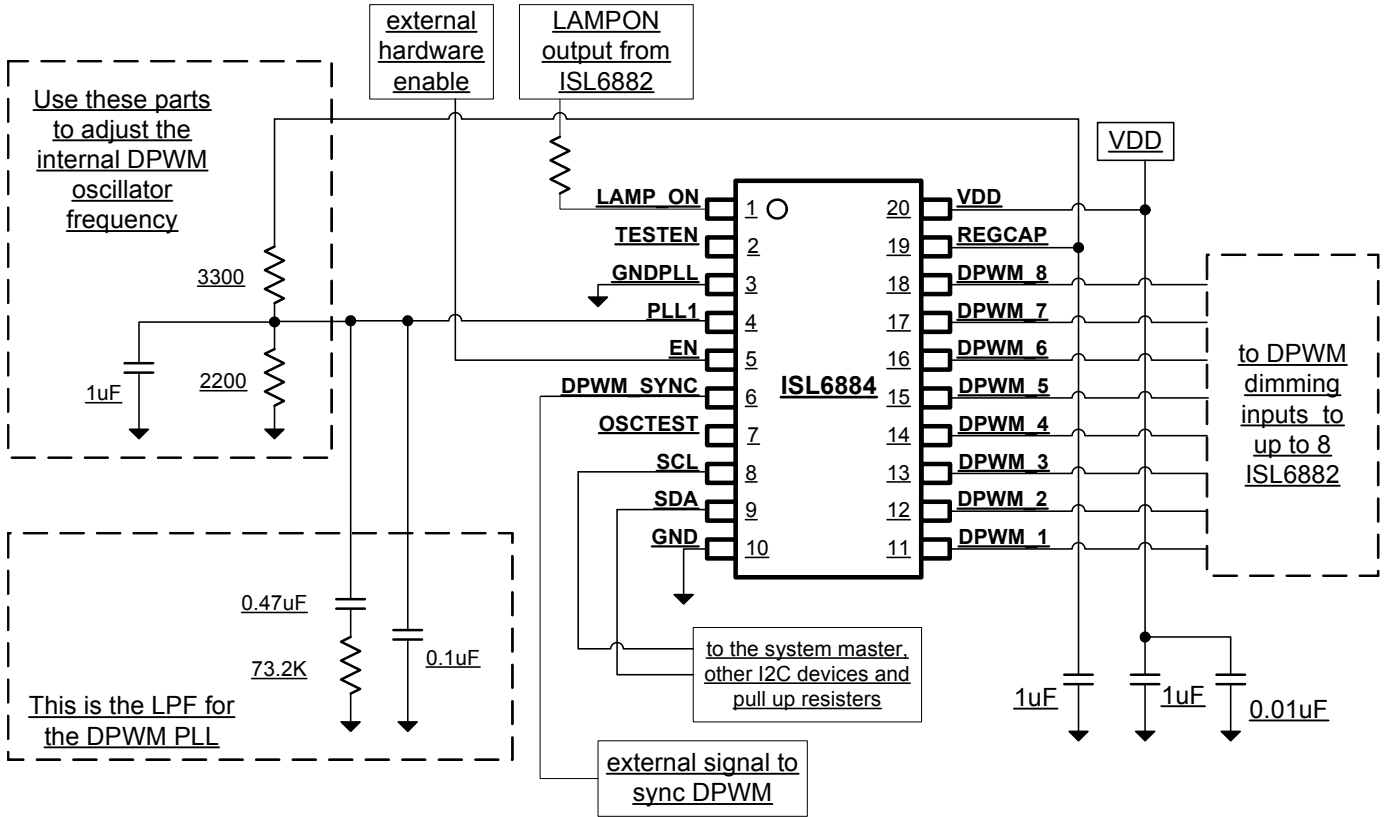 external
hardware
enable
LAMPON
output from
ISL6882
Use these parts
to adjust the
internal DPWM
oscillator
frequency
VDD
3300
2200
1uF
LAMP_ON
TESTEN
GNDPLL
PLL1
EN
DPWM_SYNC
OSCTEST
SCL
SDA
GND
1
2
3
4
5
6
7
8
9
10
ISL6884
20
19
18
17
16
15
14
13
12
11
VDD
REGCAP
DPWM_8
DPWM_7
DPWM_6
DPWM_5
DPWM_4
DPWM_3
DPWM_2
DPWM_1
to DPWM
dimming
inputs to
up to 8
ISL6882
0.47uF
73.2K
0.1uF
This is the LPF for
the DPWM PLL
to the system master,
other I2C devices and
pull up resisters
1uF
1uF
0.01uF
external signal to
sync DPWM